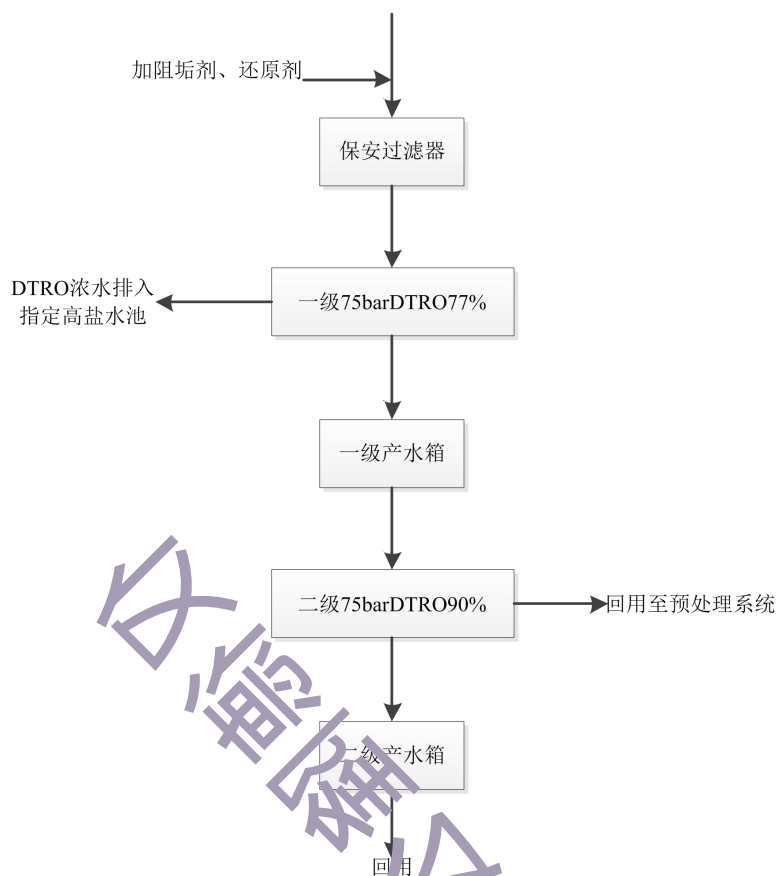 加阻垢剂、还原剂
保安过滤器
DTRO浓水排入
指定高盐水池
一级75barDTRO77%
一级产水箱
二级75barDTRO90%
回用至预处理系统
二级产水箱
回用